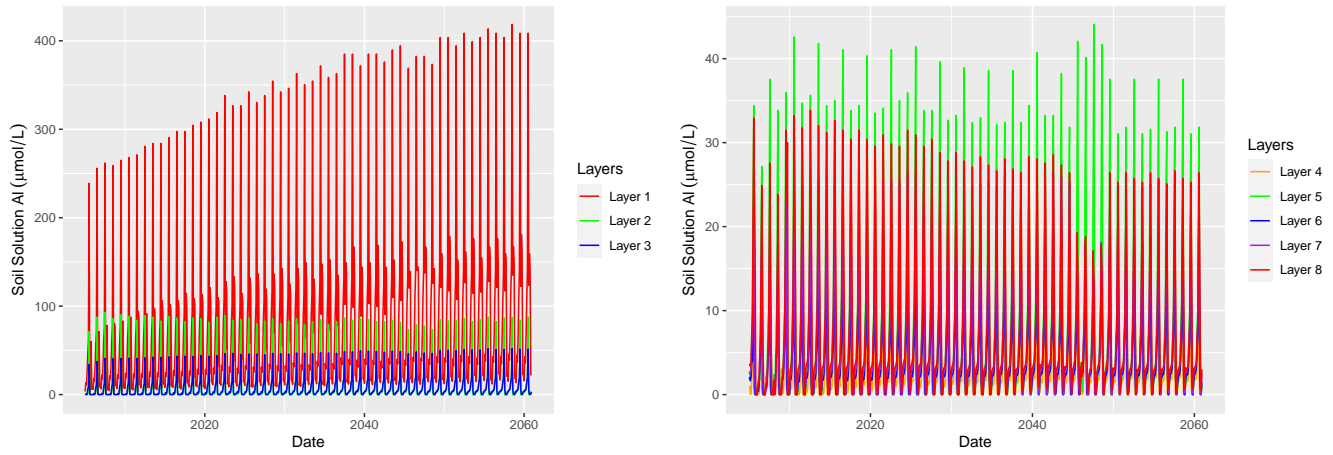 Soil Solution Al (µmol/L)
400
300
200
100
0
2020
2040
2060
Date
Layers
Layer 1
Layer 2
Layer 3
Soil Solution Al (µmol/L)
40
30
20
10
0
2020
2040
2060
Date
Layers
Layer 4
Layer 5
Layer 6
Layer 7
Layer 8